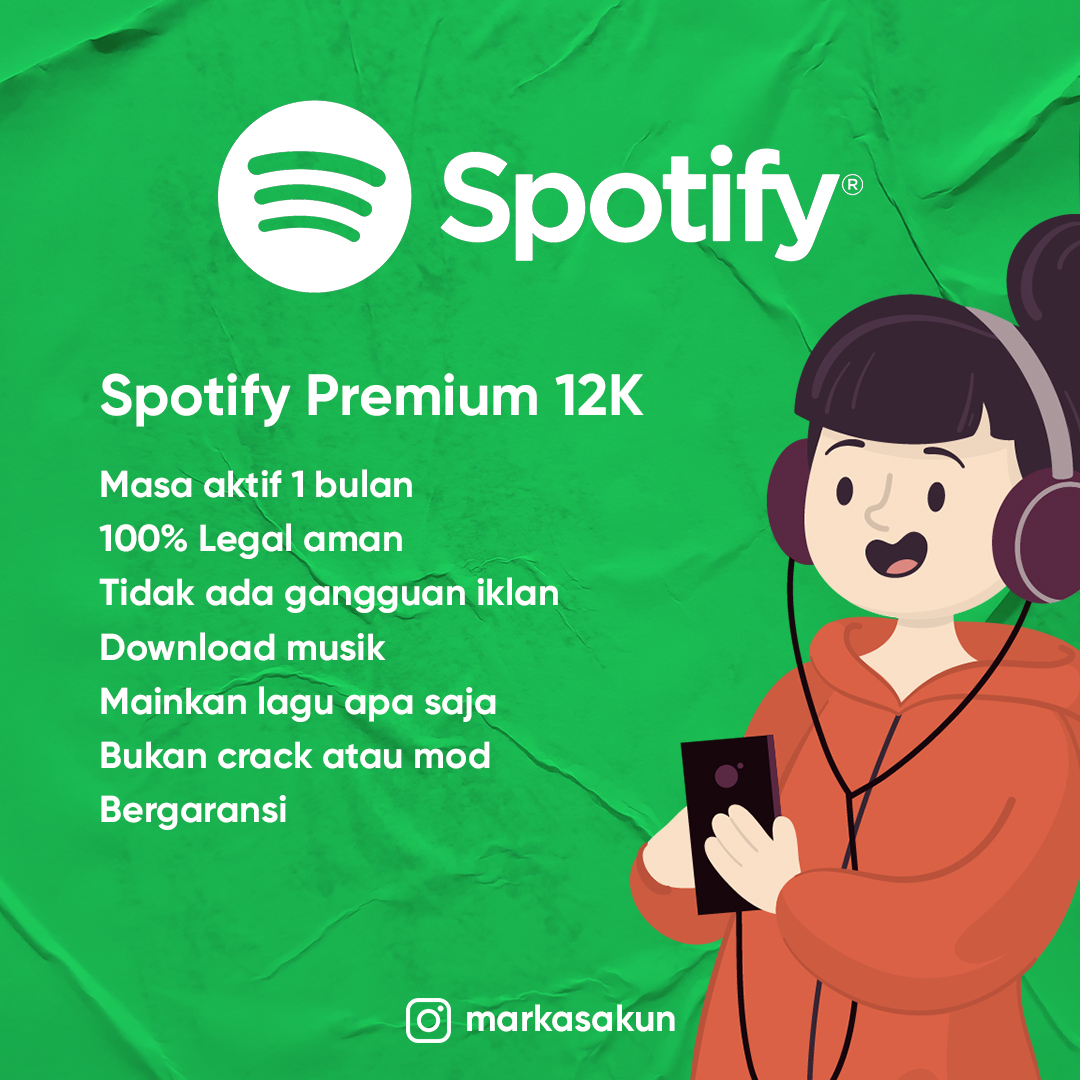 Spotify®
Spotify Premium 12K
Masa aktif 1 bulan
100% Legal aman
Tidak ada gangguan iklan
Download musik
Mainkan lagu apa saja
Bukan crack atau mod
Bergaransi
markasakun